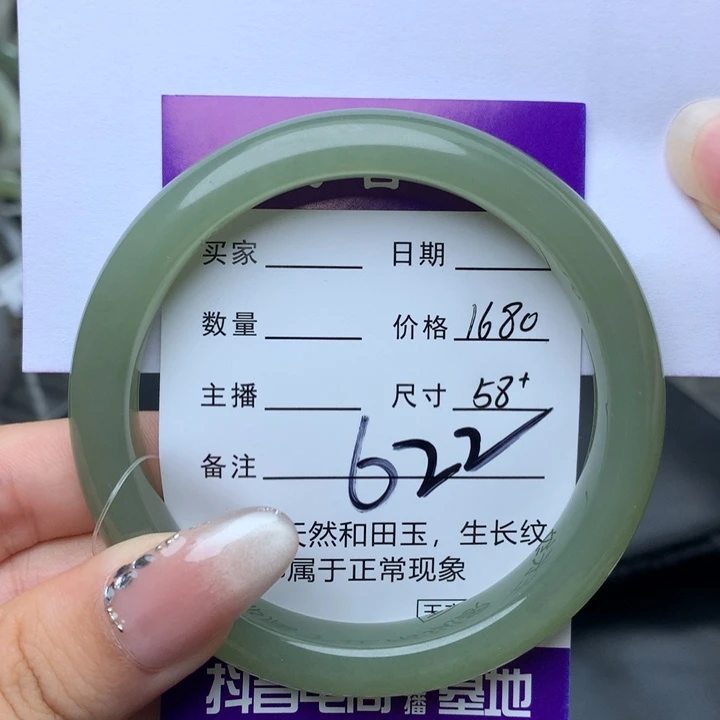 买家 日期
数量 价格 1680
主播 尺寸 58+
备注 622
天然和田玉，生长纹
属于正常现象
抖音电商 播 基地